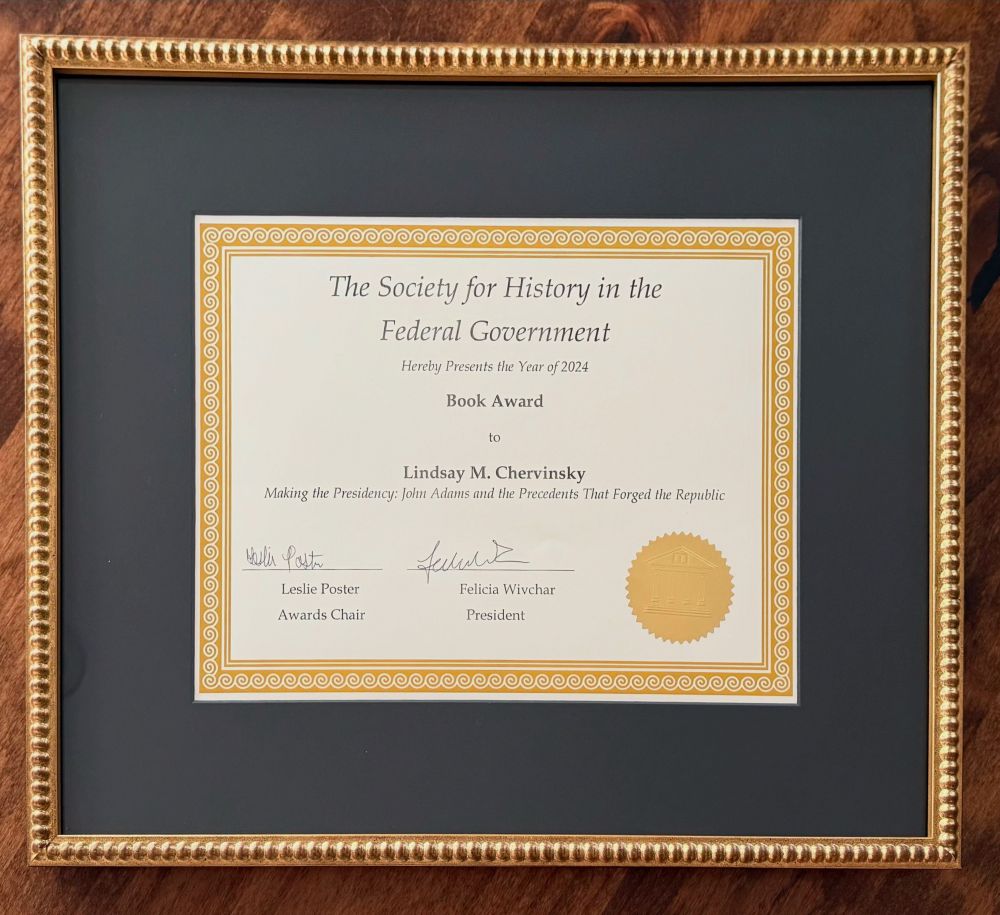 The Society for History in the
Federal Government
Hereby Presents the Year of 2024
Book Award
to
Lindsay M. Chervinsky
Making the Presidency: John Adams and the Precedents That Forged the Republic
Leslie Poster
Leslie Poster
Felicia Wivchar
Awards Chair
President